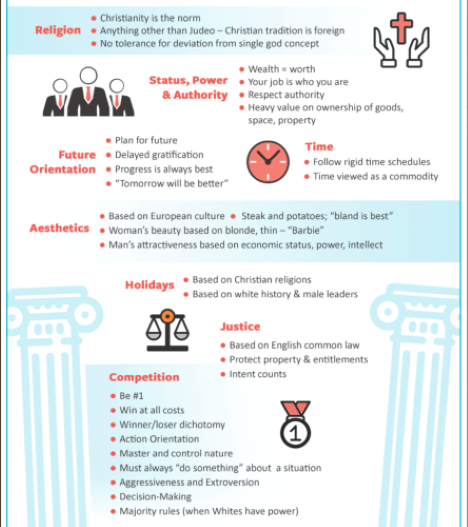 Religion
• Christianity is the norm
• Anything other than Judeo – Christian tradition is foreign
• No tolerance for deviation from single god concept
Status, Power
& Authority
• Wealth = worth
• Your job is who you are
• Respect authority
• Heavy value on ownership of goods,
space, property
Future
Orientation
• Plan for future
• Delayed gratification
• Progress is always best
• “Tomorrow will be better”
Time
• Follow rigid time schedules
• Time viewed as a commodity
Aesthetics
• Based on European culture • Steak and potatoes; “bland is best”
• Woman’s beauty based on blonde, thin – “Barbie”
• Man’s attractiveness based on economic status, power, intellect
Holidays
• Based on Christian religions
• Based on white history & male leaders
Justice
• Based on English common law
• Protect property & entitlements
• Intent counts
Competition
• Be #1
• Win at all costs
• Winner/loser dichotomy
• Action Orientation
• Master and control nature
• Must always “do something” about a situation
• Aggressiveness and Extroversion
• Decision-Making
• Majority rules (when Whites have power)
1